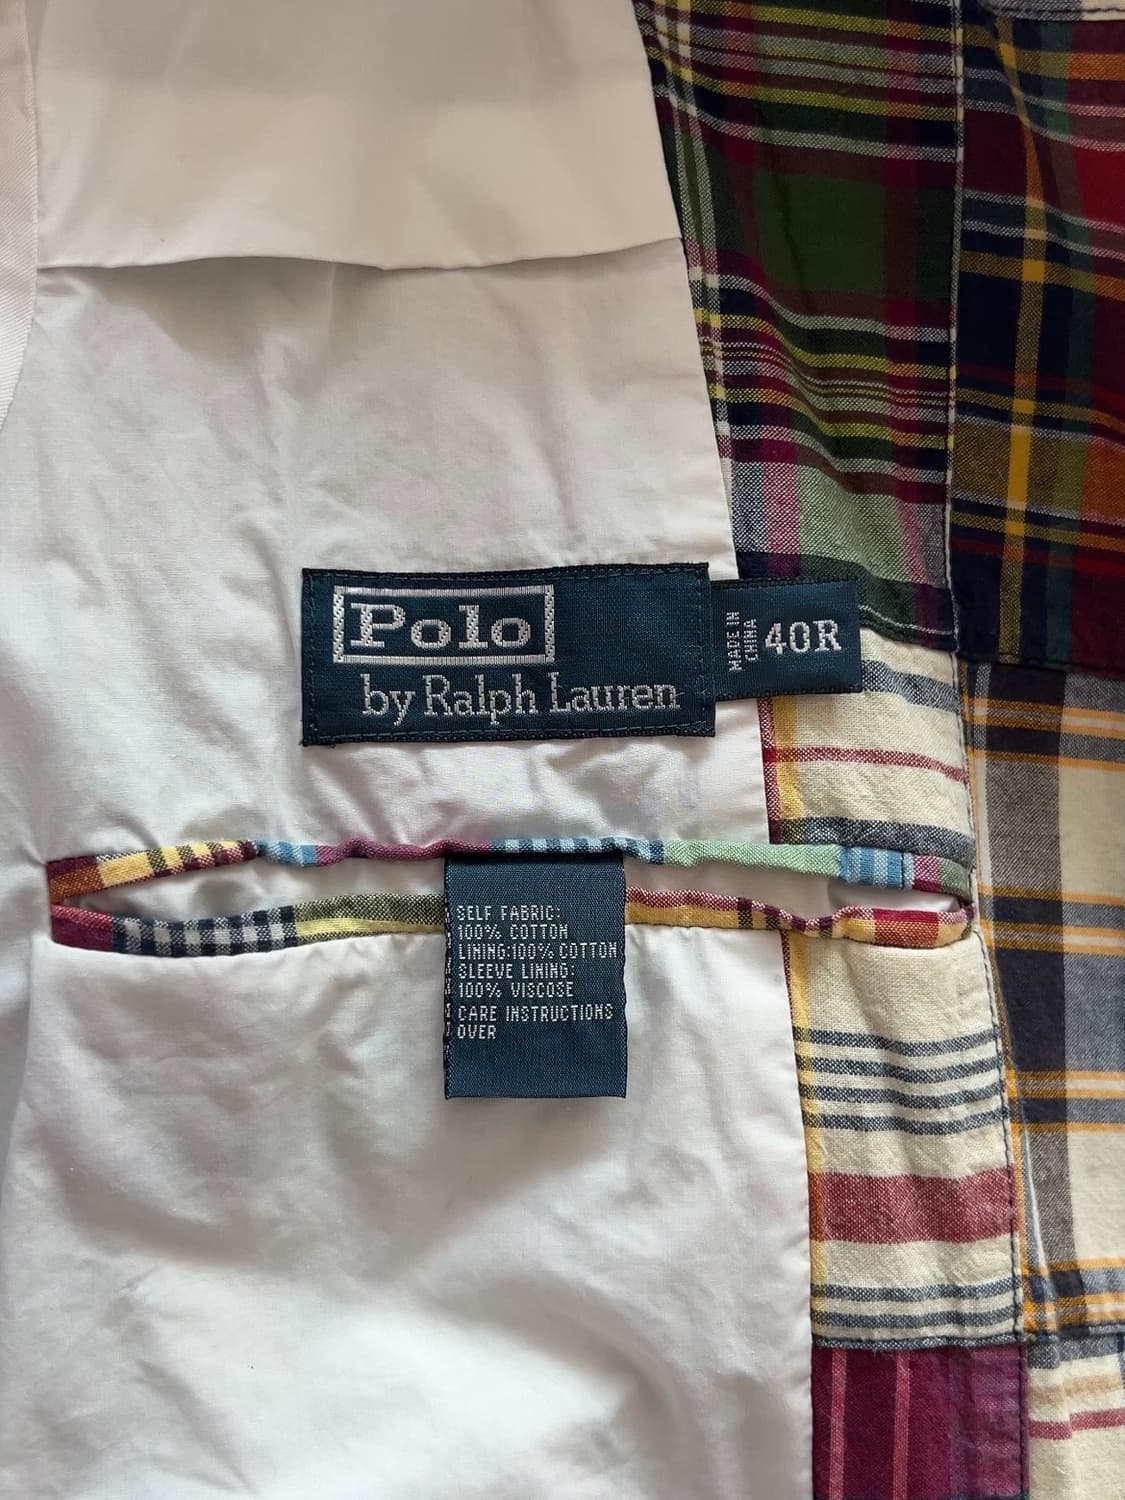 Polo
by Ralph Lauren
MADE IN
CHINA
40R
SELF FABRIC:
100% COTTON
LINING:100% COTTON
SLEEVE LINING:
100% VISCOSE
CARE INSTRUCTIONS
OVER